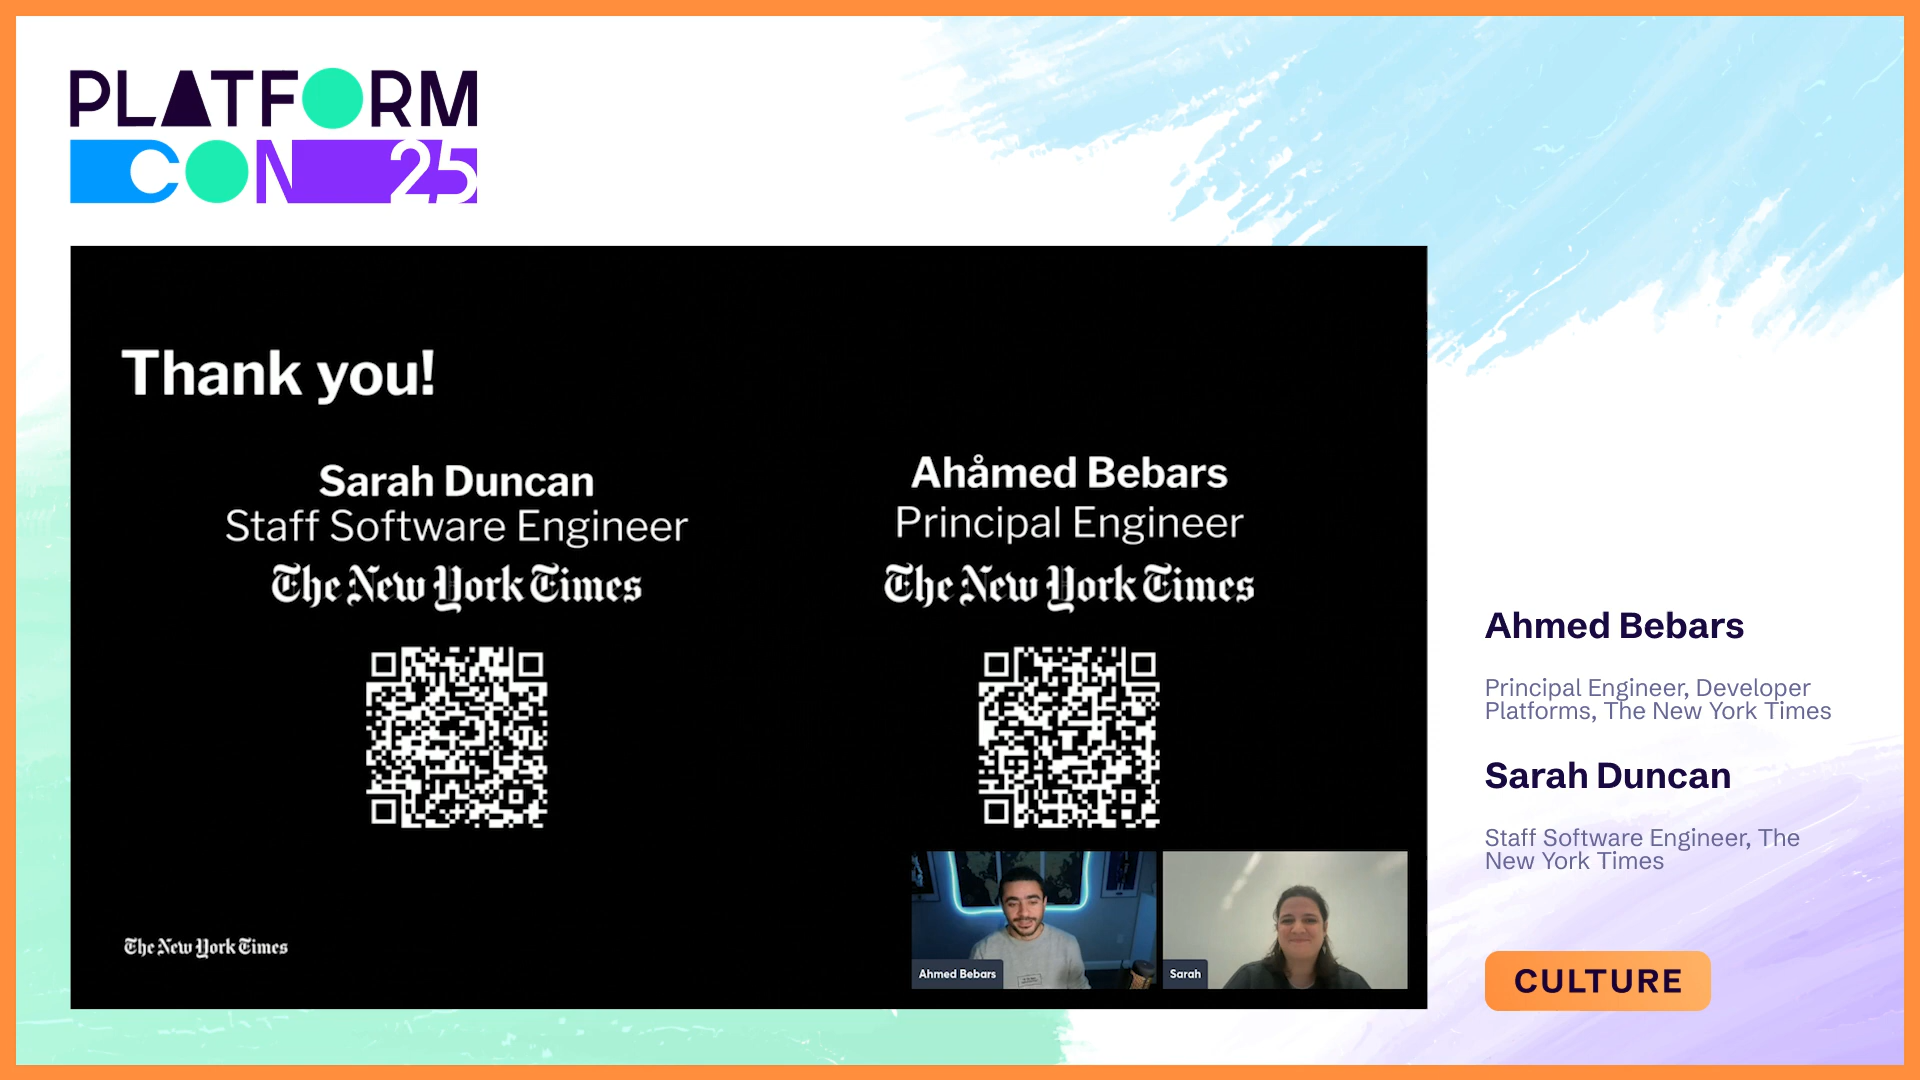 PLATFORM
CON 25
Thank you!
Sarah Duncan
Staff Software Engineer
The New York Times
Ahåmed Bebars
Principal Engineer
The New York Times
The New York Times
Ahmed Bebars
Sarah
Ahmed Bebars
Principal Engineer, Developer
Platforms, The New York Times
Sarah Duncan
Staff Software Engineer, The
New York Times
CULTURE